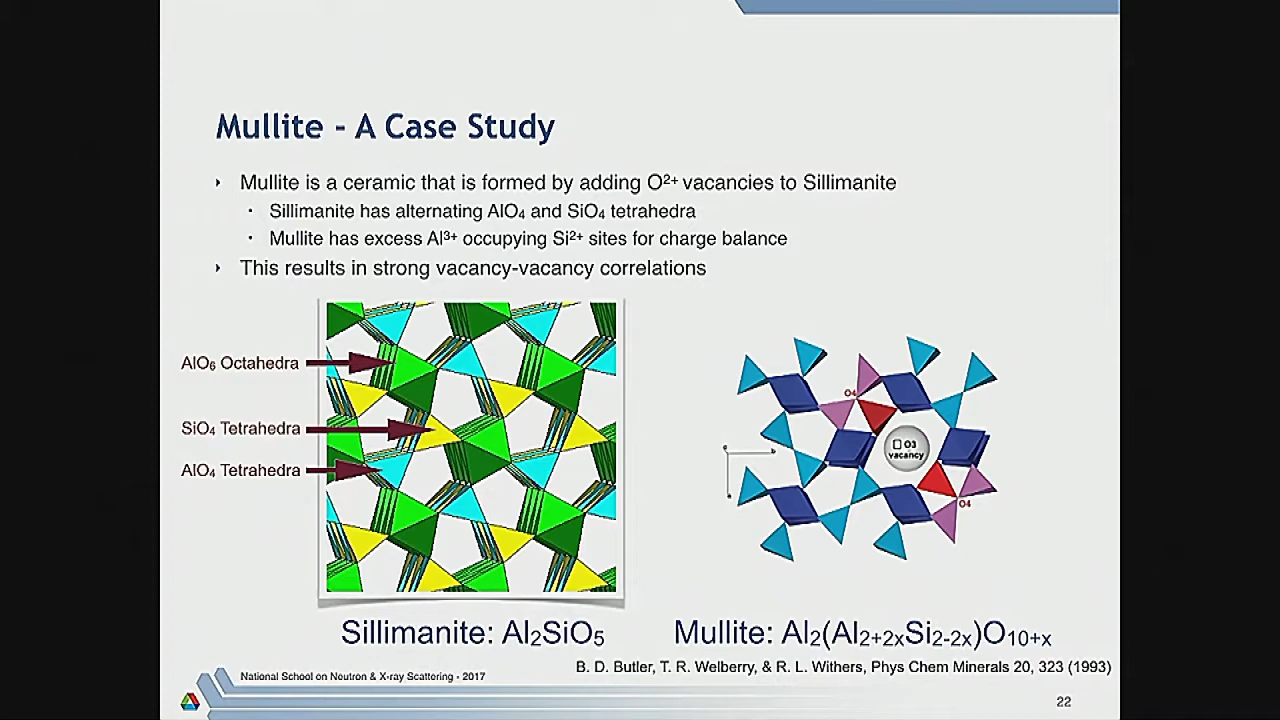 Mullite - A Case Study
‣ Mullite is a ceramic that is formed by adding O²⁺ vacancies to Sillimanite
• Sillimanite has alternating AlO₄ and SiO₄ tetrahedra
• Mullite has excess Al³⁺ occupying Si²⁺ sites for charge balance
‣ This results in strong vacancy-vacancy correlations
AlO₆ Octahedra
SiO₄ Tetrahedra
AlO₄ Tetrahedra
O4
□ O3
vacancy
O4
Sillimanite: Al₂SiO₅
Mullite: Al₂(Al₂₊₂ₓSi₂₋₂ₓ)O₁₀₊ₓ
B. D. Butler, T. R. Welberry, & R. L. Withers, Phys Chem Minerals 20, 323 (1993)
National School on Neutron & X-ray Scattering - 2017
22